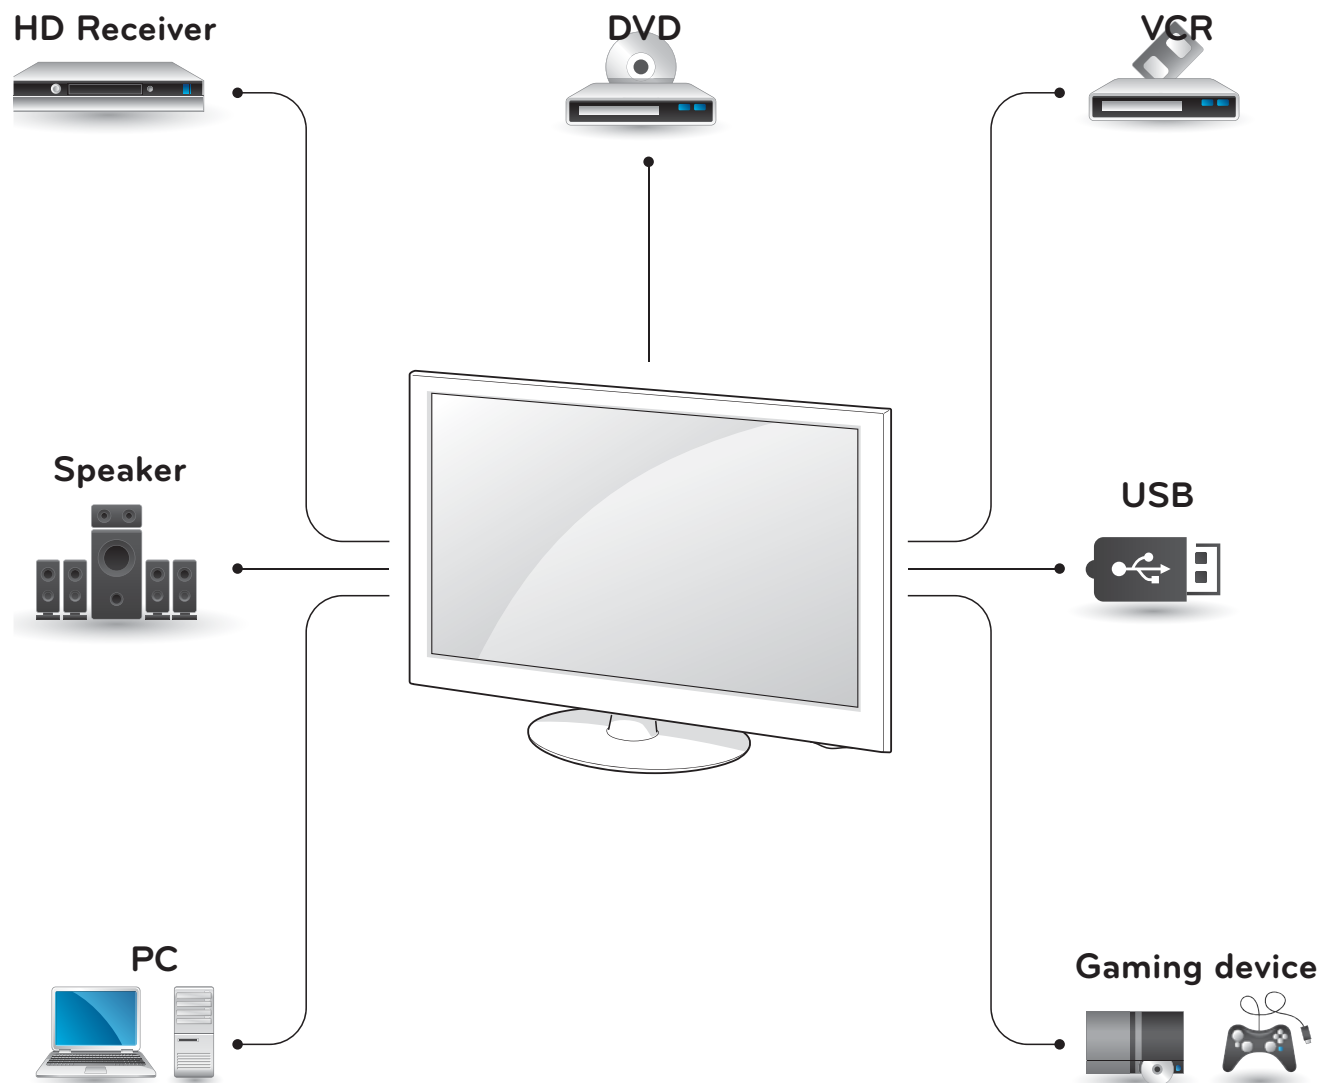 HD Receiver
DVD
VCR
Speaker
USB
PC
Gaming device